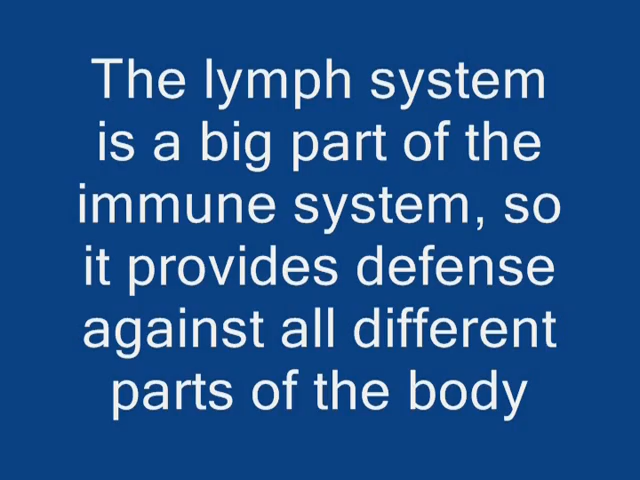 The lymph system
is a big part of the
immune system, so
it provides defense
against all different
parts of the body